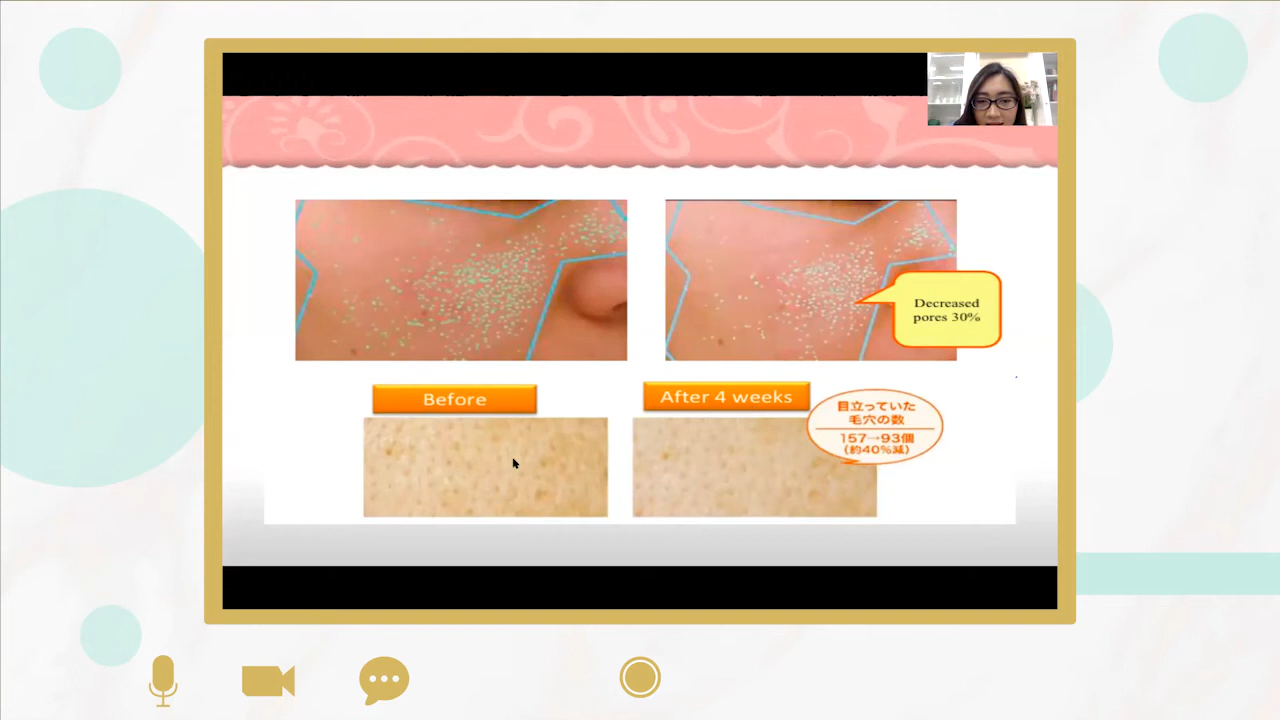 Decreased
pores 30%
Before
After 4 weeks
目立っていた
毛穴の数
157→93個
(約40%減)